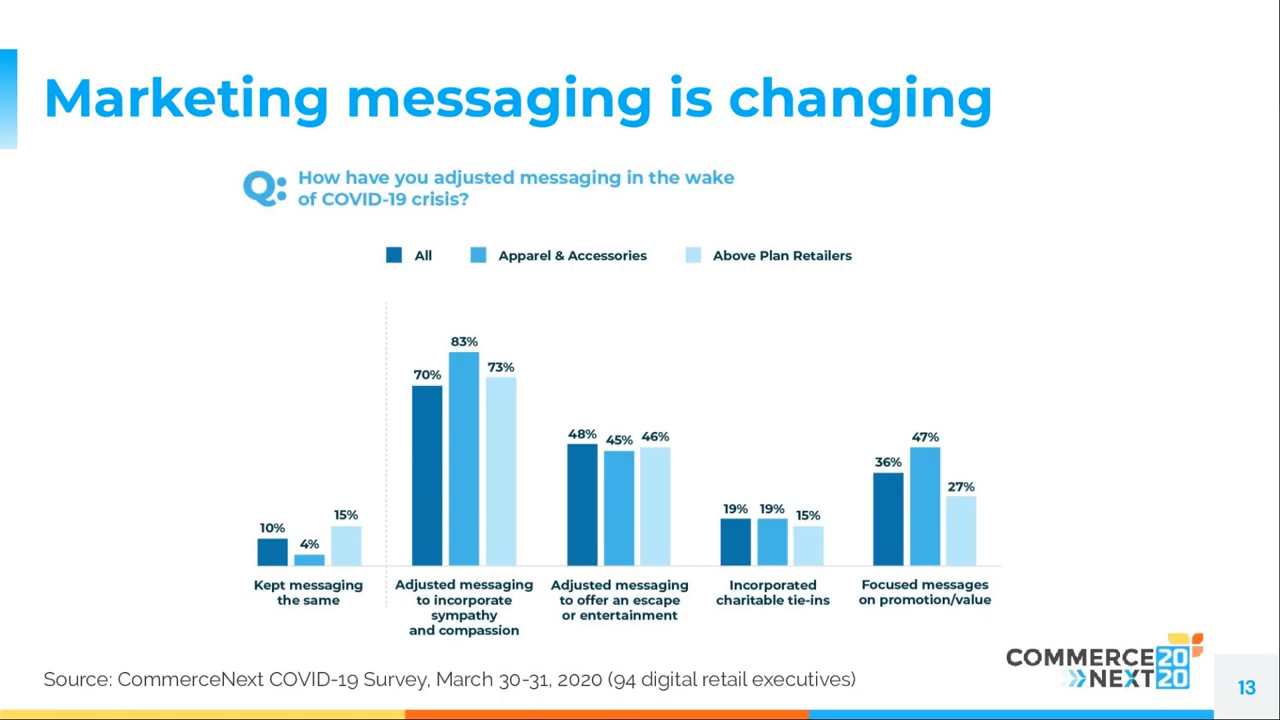 Marketing messaging is changing
Q: How have you adjusted messaging in the wake
of COVID-19 crisis?
All Apparel & Accessories Above Plan Retailers
10% 4% 15%
70% 83% 73%
48% 45% 46%
19% 19% 15%
36% 47% 27%
Kept messaging
the same
Adjusted messaging
to incorporate
sympathy
and compassion
Adjusted messaging
to offer an escape
or entertainment
Incorporated
charitable tie-ins
Focused messages
on promotion/value
Source: CommerceNext COVID-19 Survey, March 30-31, 2020 (94 digital retail executives)
COMMERCE 20
NEXT 20
13